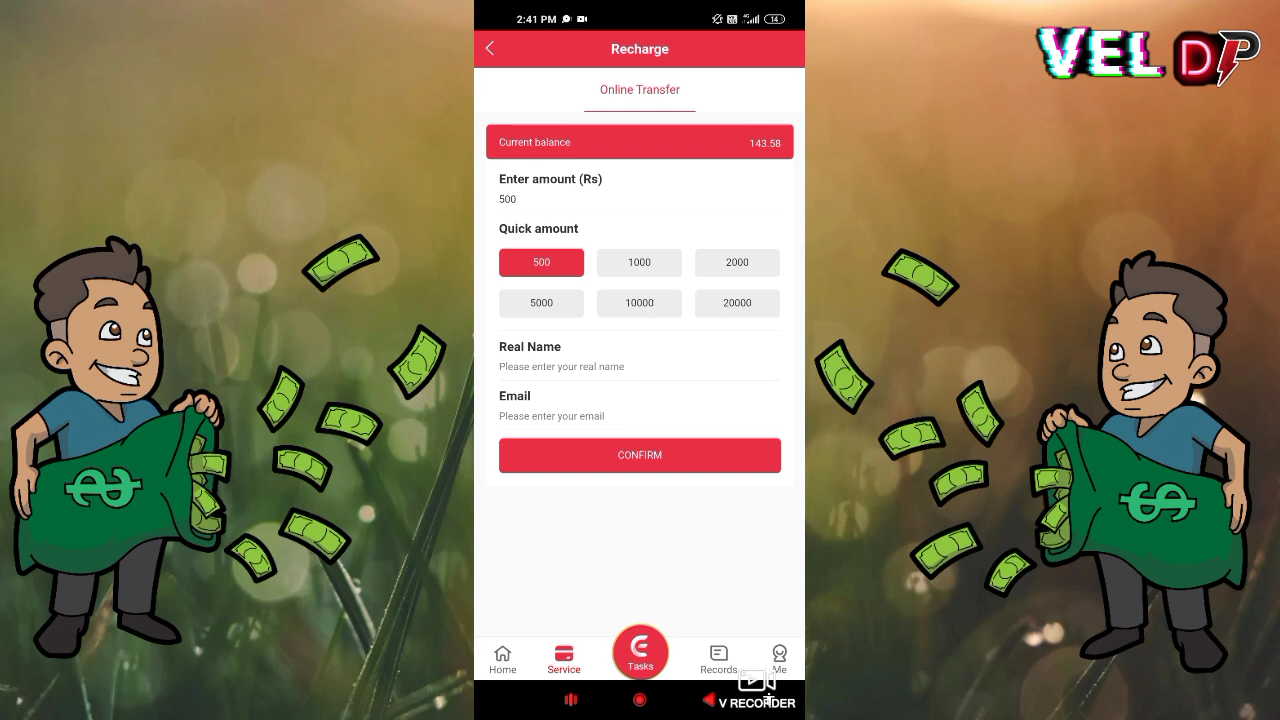 2:41 PM
4G
14
VEL DP
Recharge
Online Transfer
Current balance 143.58
Enter amount (Rs)
500
Quick amount
500 1000 2000
5000 10000 20000
Real Name
Please enter your real name
Email
Please enter your email
CONFIRM
$ $
Home Service Tasks Records Me
V RECORDER